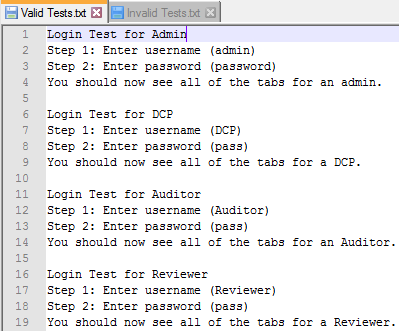 Valid Tests.txt Invalid Tests.txt
1 Login Test for Admin
2 Step 1: Enter username (admin)
3 Step 2: Enter password (password)
4 You should now see all of the tabs for an admin.
5
6 Login Test for DCP
7 Step 1: Enter username (DCP)
8 Step 2: Enter password (pass)
9 You should now see all of the tabs for a DCP.
10
11 Login Test for Auditor
12 Step 1: Enter username (Auditor)
13 Step 2: Enter password (pass)
14 You should now see all of the tabs for an Auditor.
15
16 Login Test for Reviewer
17 Step 1: Enter username (Reviewer)
18 Step 2: Enter password (pass)
19 You should now see all of the tabs for a Reviewer.